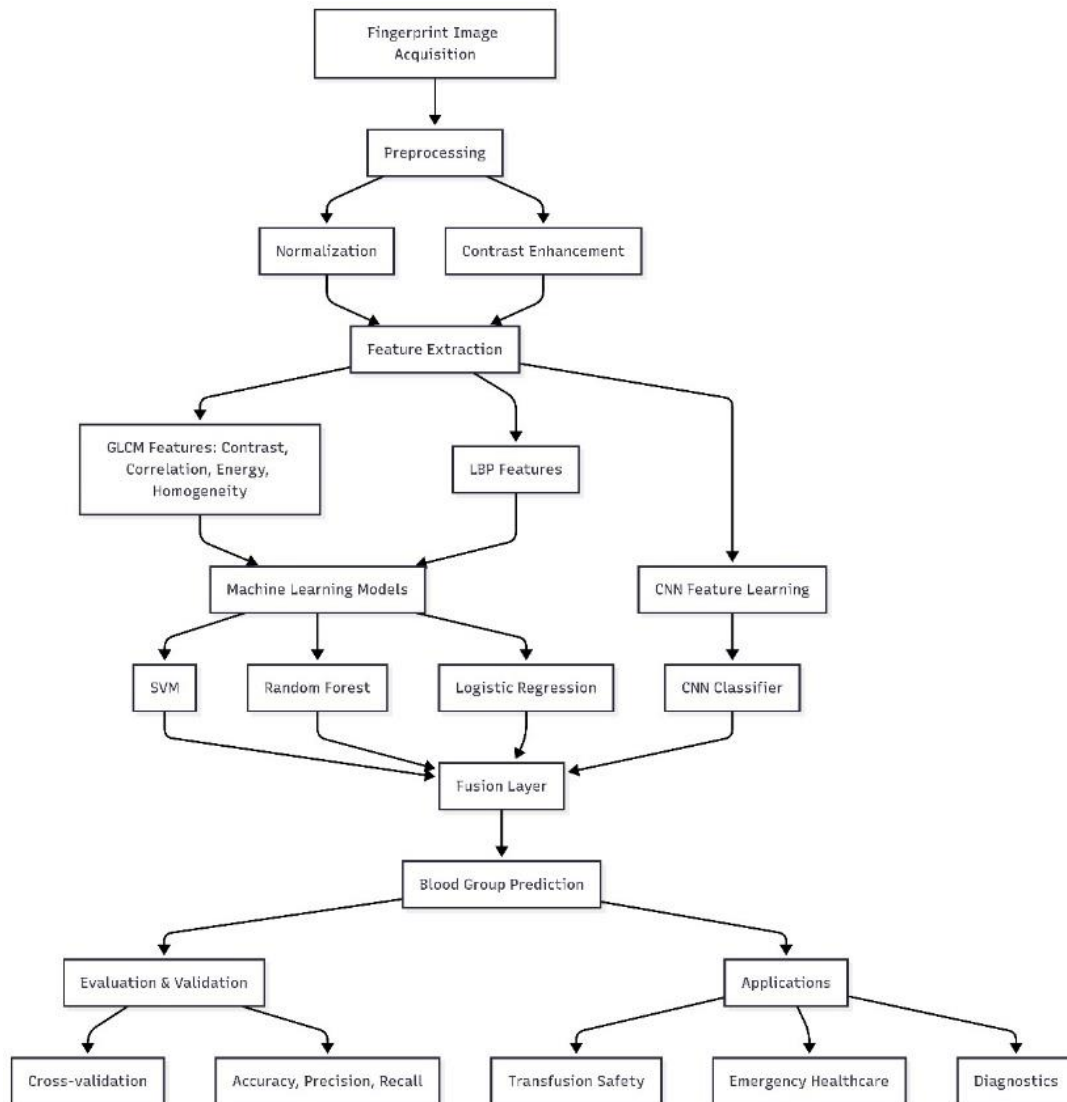 Fingerprint Image
Acquisition
Preprocessing
Normalization
Contrast Enhancement
Feature Extraction
GLCM Features: Contrast,
Correlation, Energy,
Homogeneity
LBP Features
Machine Learning Models
CNN Feature Learning
SVM
Random Forest
Logistic Regression
CNN Classifier
Fusion Layer
Blood Group Prediction
Evaluation & Validation
Applications
Cross-validation
Accuracy, Precision, Recall
Transfusion Safety
Emergency Healthcare
Diagnostics